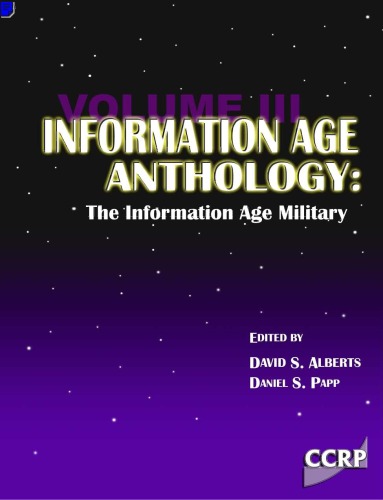 VOLUME III
INFORMATION AGE
ANTHOLOGY:
The Information Age Military
EDITED BY
DAVID S. ALBERTS
DANIEL S. PAPP
CCRP